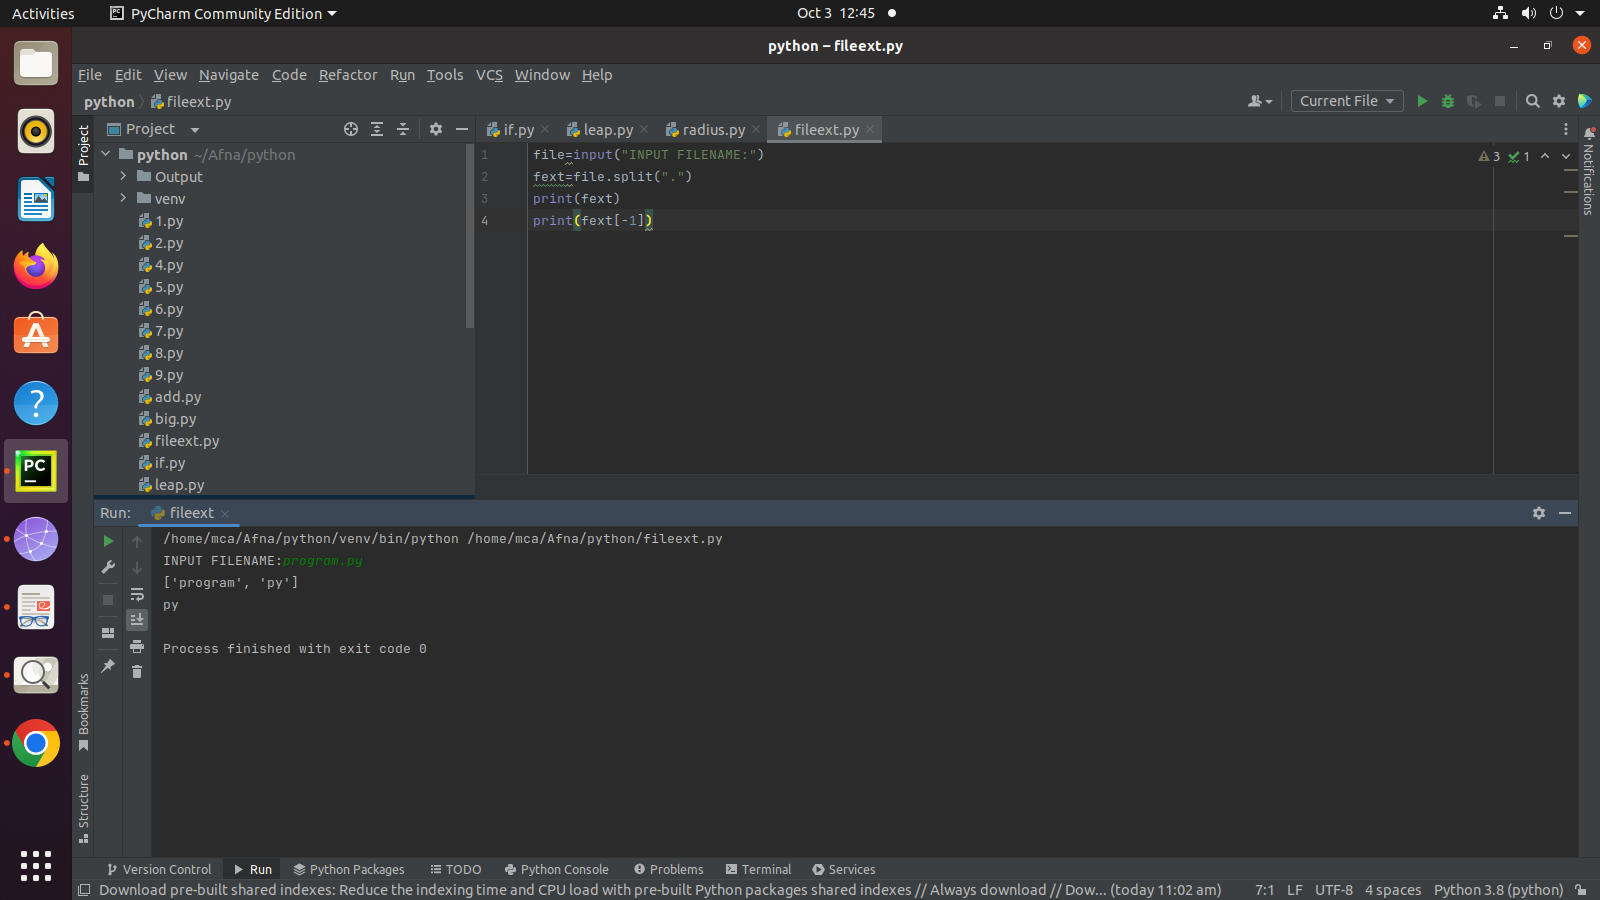 Activities PyCharm Community Edition Oct 3 12:45
python – fileext.py
File Edit View Navigate Code Refactor Run Tools VCS Window Help
python fileext.py Current File
Project if.py leap.py radius.py fileext.py
Project
Notifications
python ~/Afna/python
Output
venv
1.py
2.py
4.py
5.py
6.py
7.py
8.py
9.py
add.py
big.py
fileext.py
if.py
leap.py
1 file=input("INPUT FILENAME:")
2 fext=file.split(".")
3 print(fext)
4 print(fext[-1])
3 1
Run: fileext
/home/mca/Afna/python/venv/bin/python /home/mca/Afna/python/fileext.py
INPUT FILENAME:program.py
['program', 'py']
py
Process finished with exit code 0
PC
Bookmarks
Structure
Version Control Run Python Packages TODO Python Console Problems Terminal Services
Download pre-built shared indexes: Reduce the indexing time and CPU load with pre-built Python packages shared indexes // Always download // Dow... (today 11:02 am) 7:1 LF UTF-8 4 spaces Python 3.8 (python)